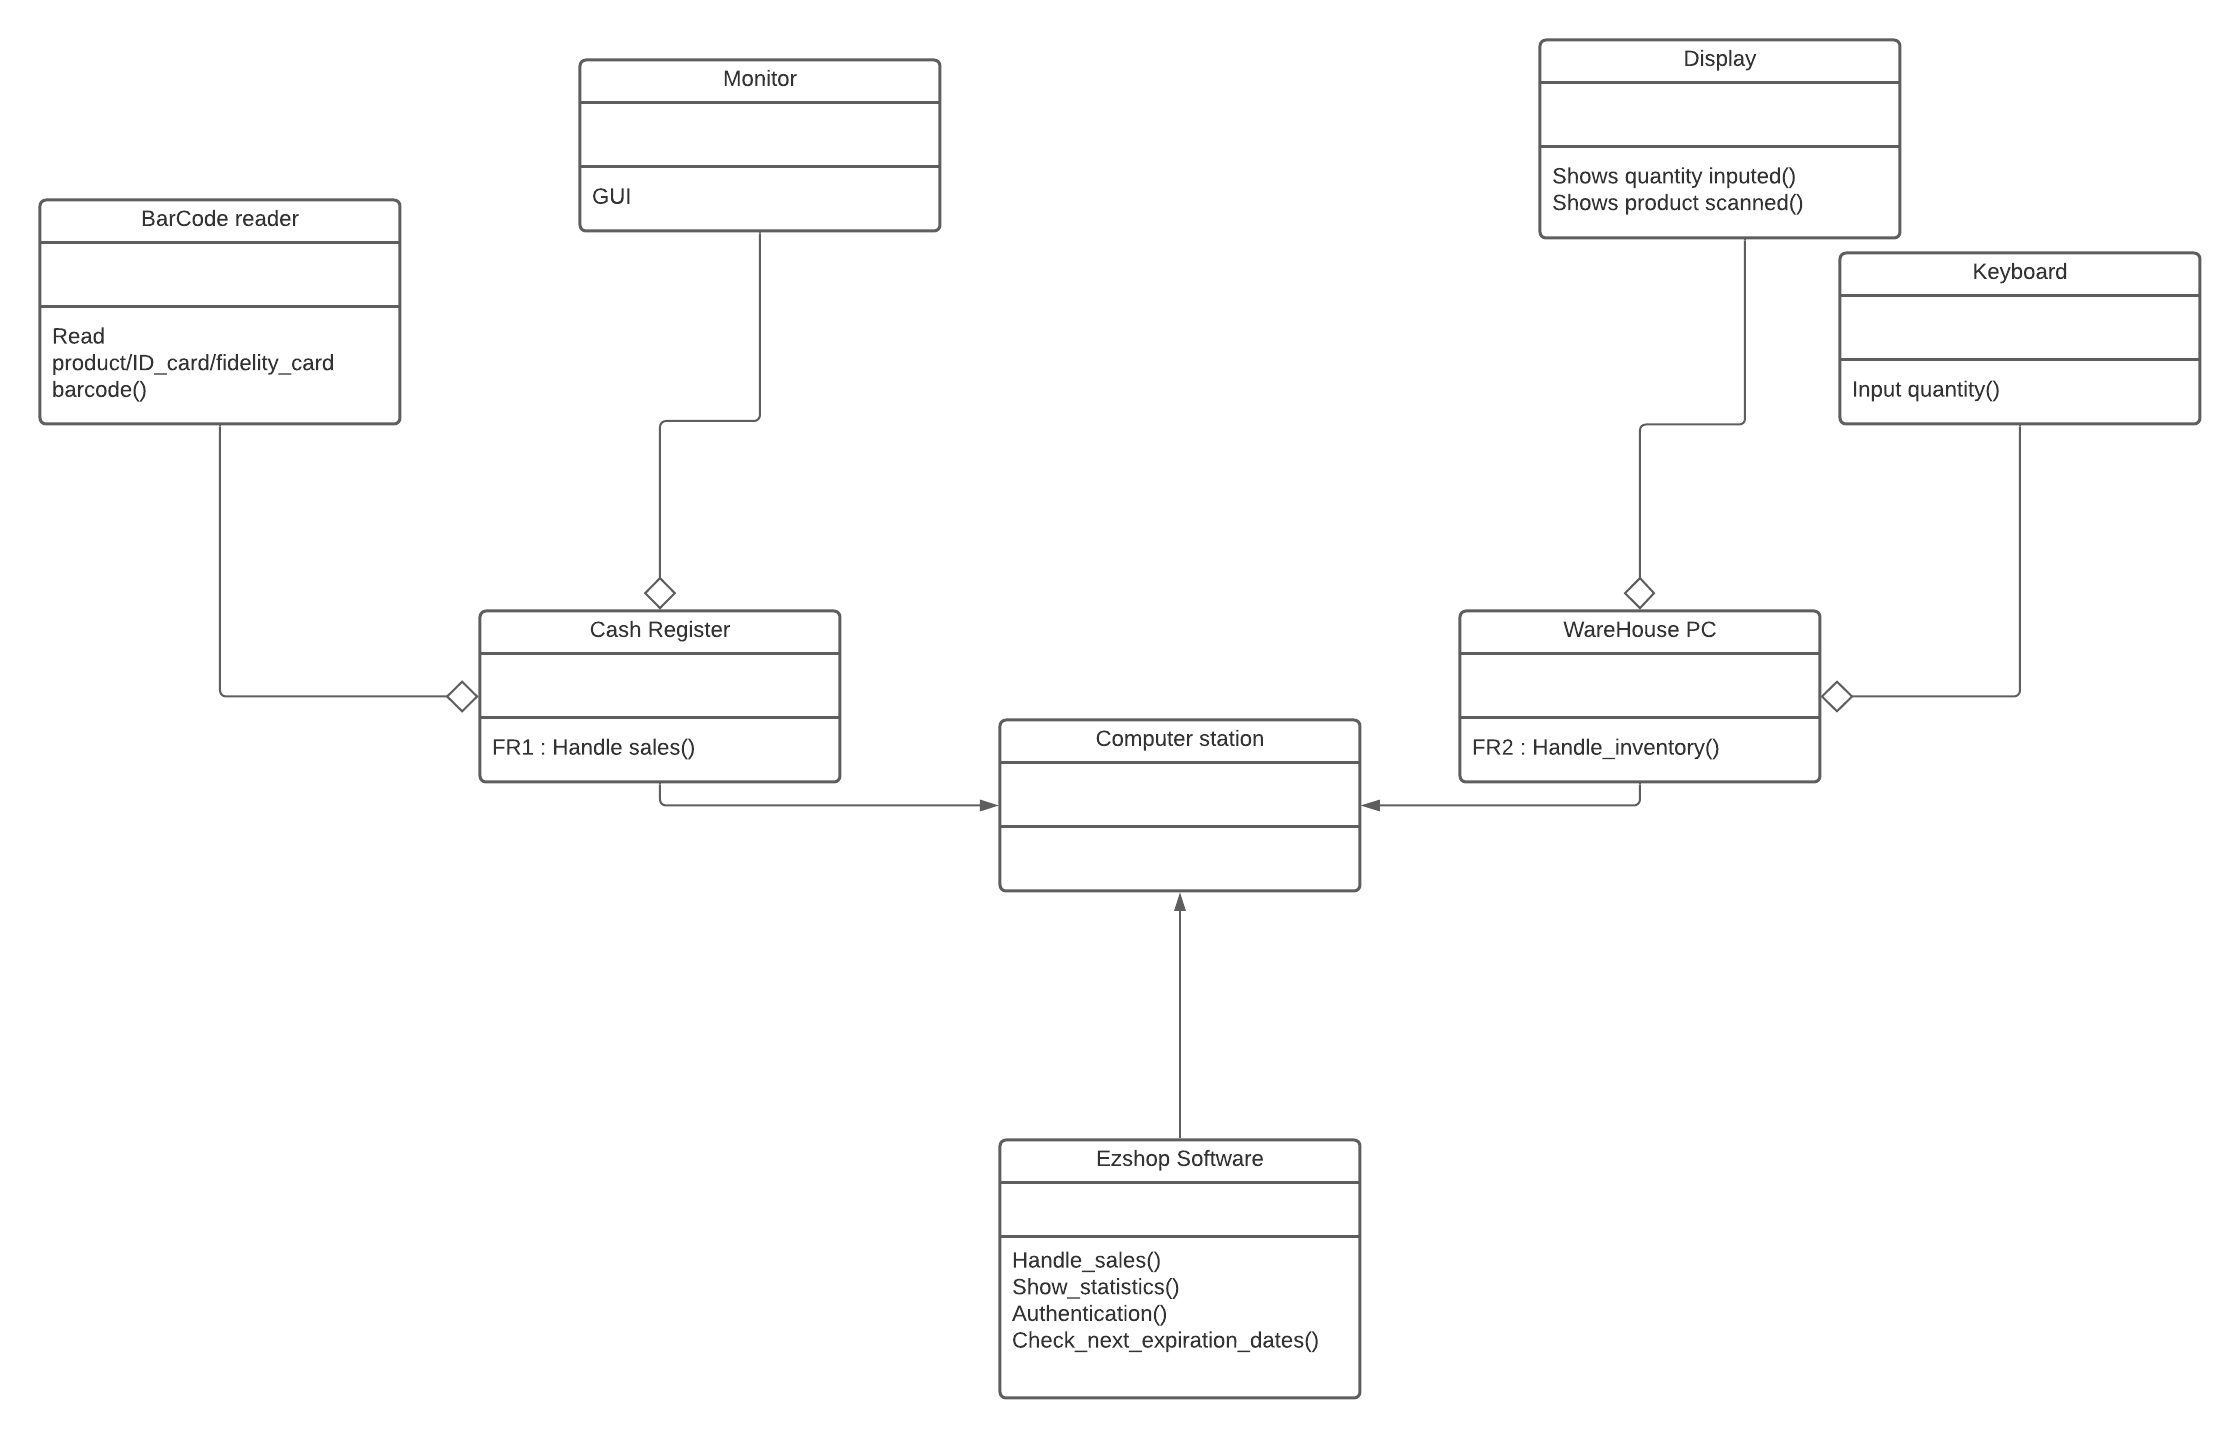 Display
Monitor
Shows quantity inputed()
Shows product scanned()
GUI
BarCode reader
Keyboard
Read
product/ID_card/fidelity_card
barcode()
Input quantity()
Cash Register
WareHouse PC
FR1 : Handle sales()
FR2 : Handle_inventory()
Computer station
Ezshop Software
Handle_sales()
Show_statistics()
Authentication()
Check_next_expiration_dates()